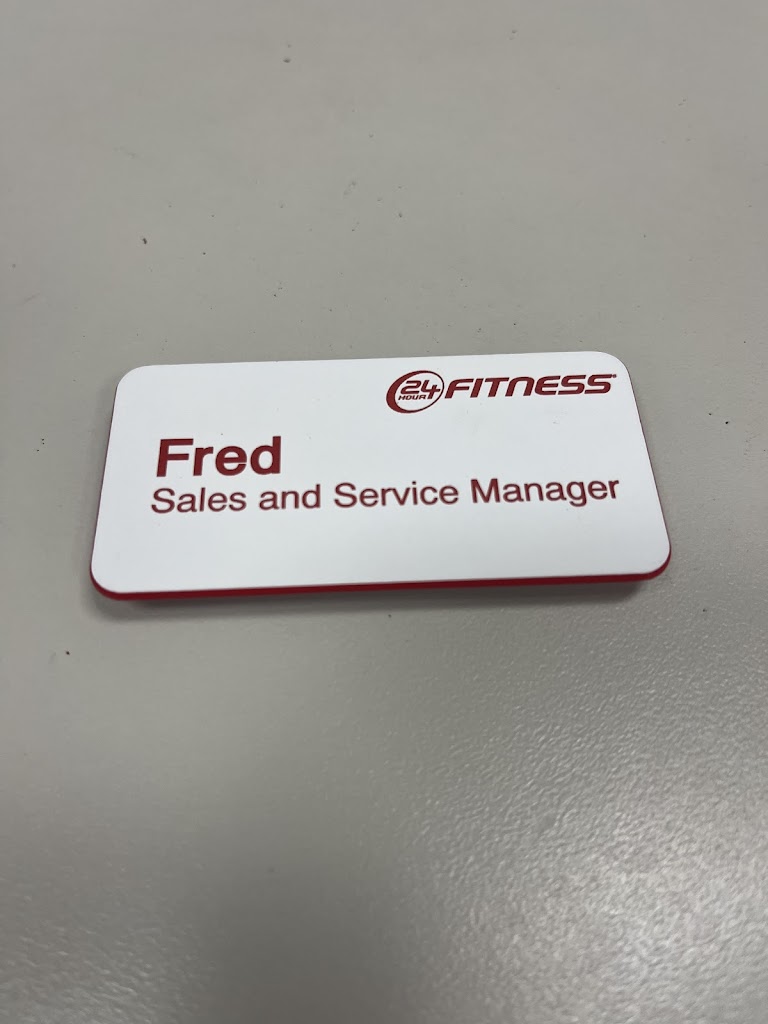 24 HOUR FITNESS®
Fred
Sales and Service Manager